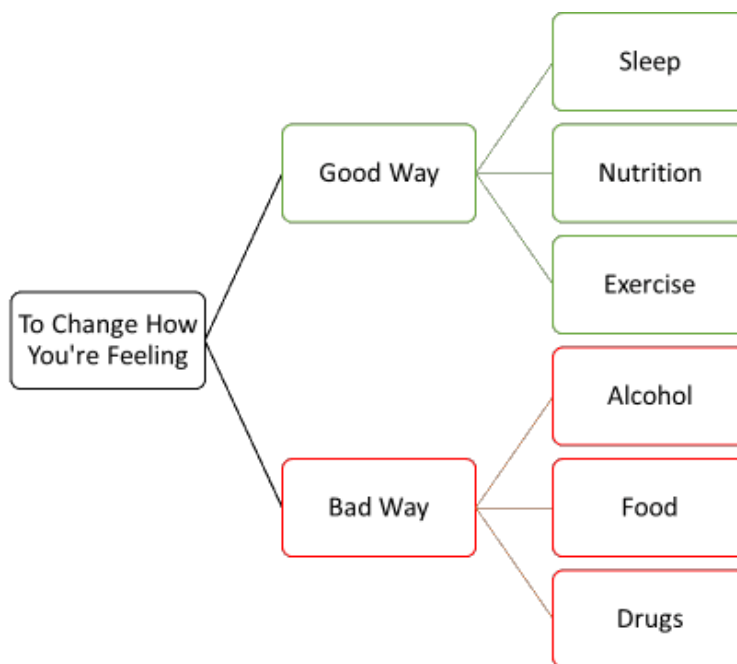 To Change How
You're Feeling
Good Way
Sleep
Nutrition
Exercise
Bad Way
Alcohol
Food
Drugs